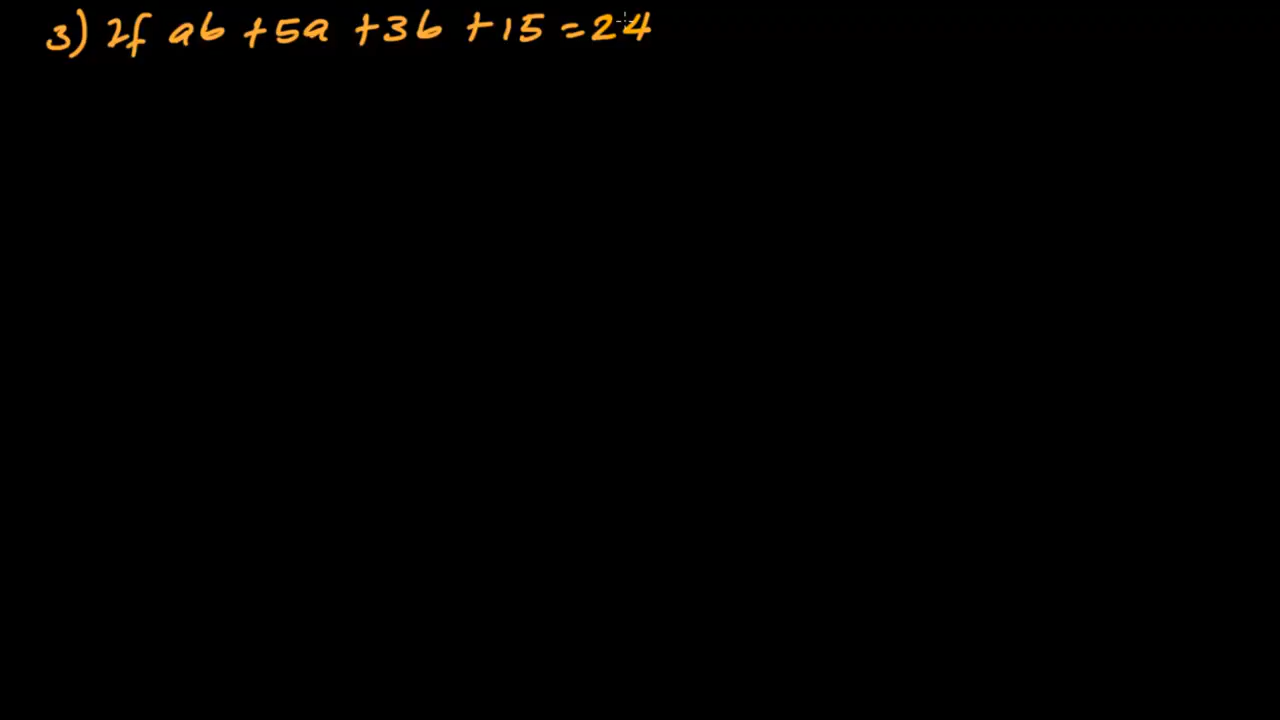 3) If ab + 5a + 3b + 15 = 24